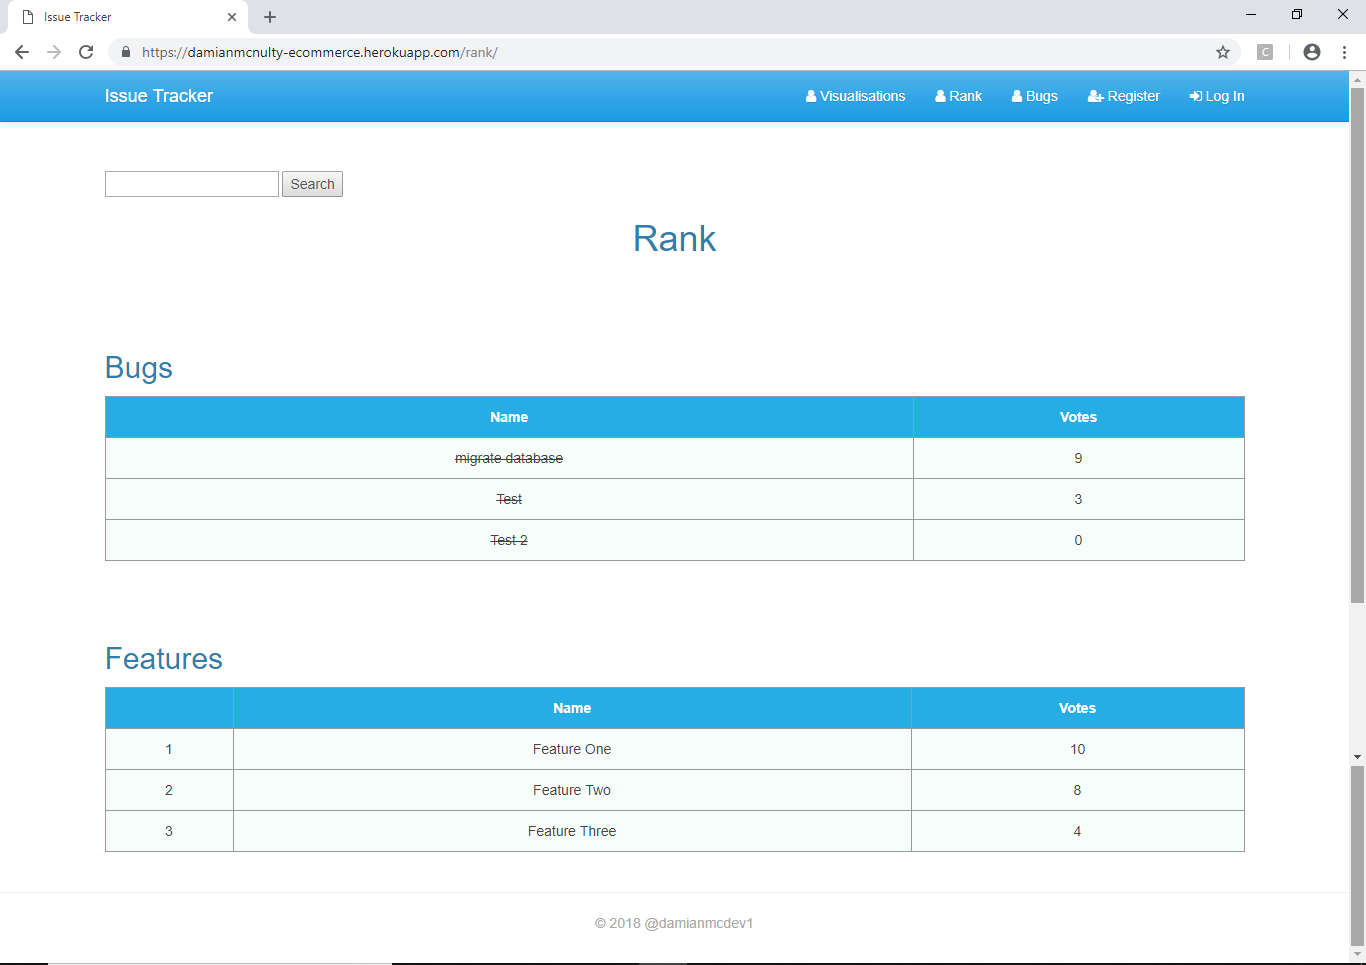 Issue Tracker
https://damianmcnulty-ecommerce.herokuapp.com/rank/
C
Issue Tracker Visualisations Rank Bugs Register Log In
Search
Rank
Bugs
Name Votes
migrate database 9
Test 3
Test 2 0
Features
Name Votes
1 Feature One 10
2 Feature Two 8
3 Feature Three 4
© 2018 @damianmcdev1